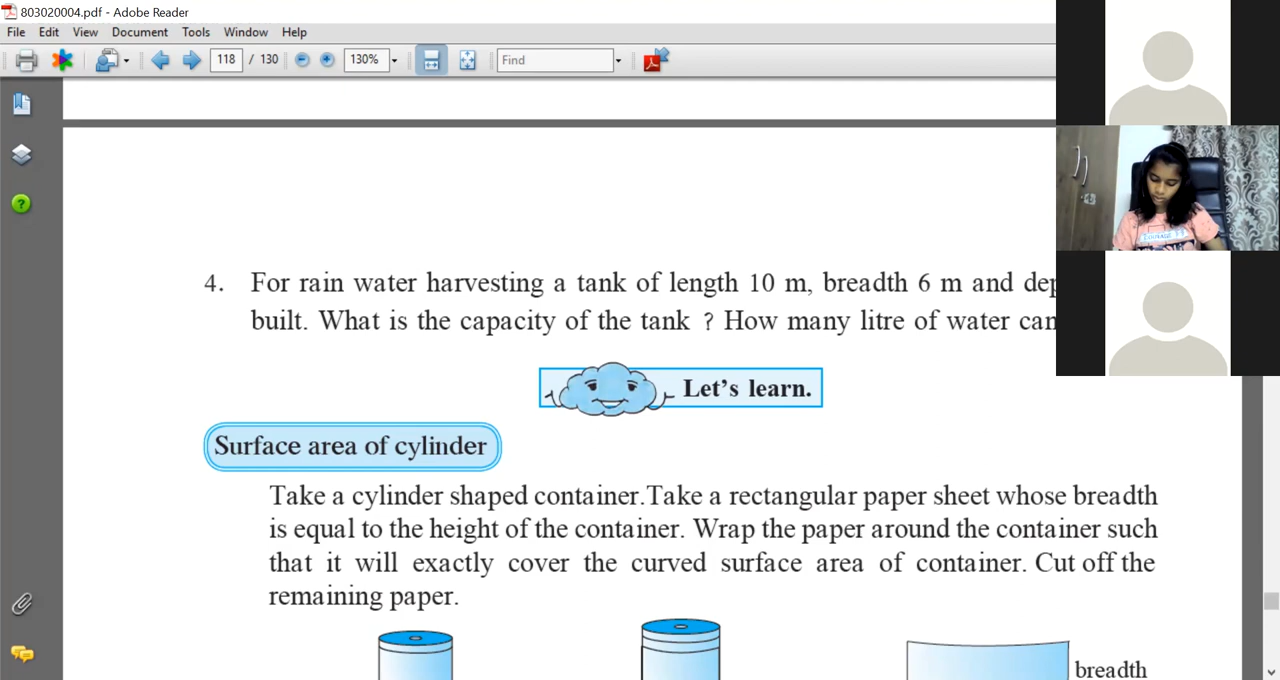 803020004.pdf - Adobe Reader
File Edit View Document Tools Window Help
118 / 130 130% Find
4. For rain water harvesting a tank of length 10 m, breadth 6 m and
built. What is the capacity of the tank ? How many litre of water can
Let's learn.
Surface area of cylinder
Take a cylinder shaped container.Take a rectangular paper sheet whose breadth
is equal to the height of the container. Wrap the paper around the container such
that it will exactly cover the curved surface area of container. Cut off the
remaining paper.
breadth